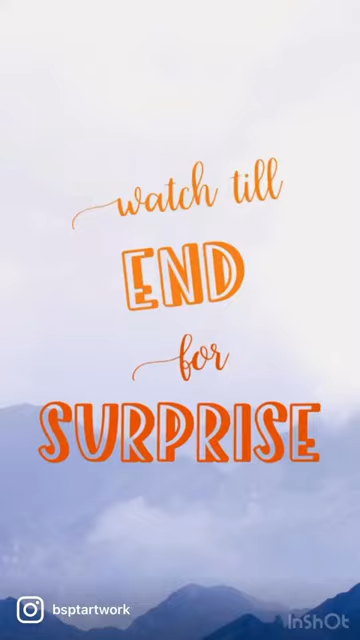 watch till
END
for
SURPRISE
bsptartwork
InShOt